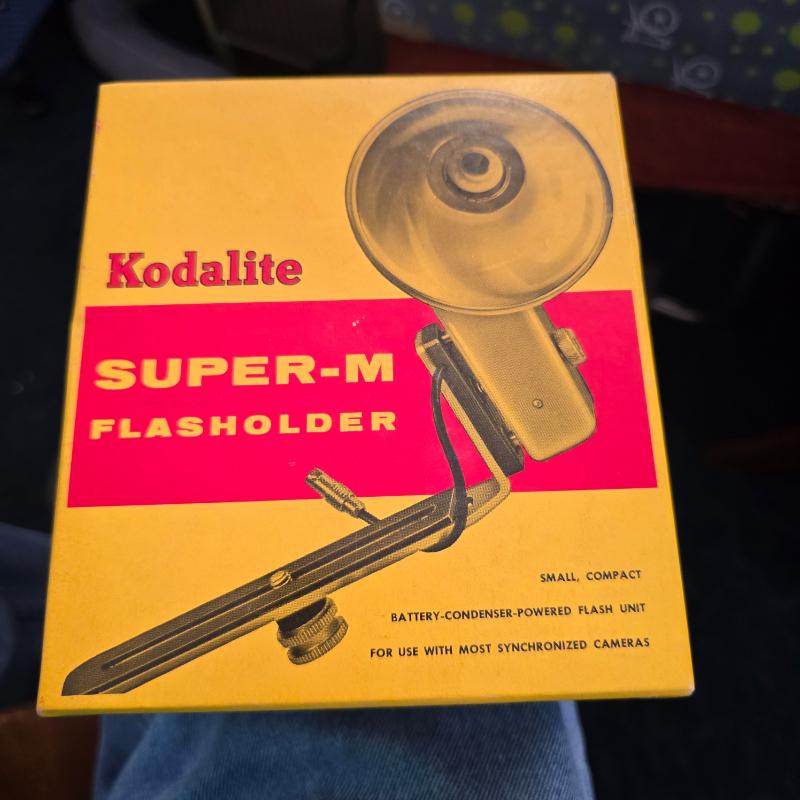 Kodalite
SUPER-M
FLASHOLDER
SMALL, COMPACT
BATTERY-CONDENSER-POWERED FLASH UNIT
FOR USE WITH MOST SYNCHRONIZED CAMERAS